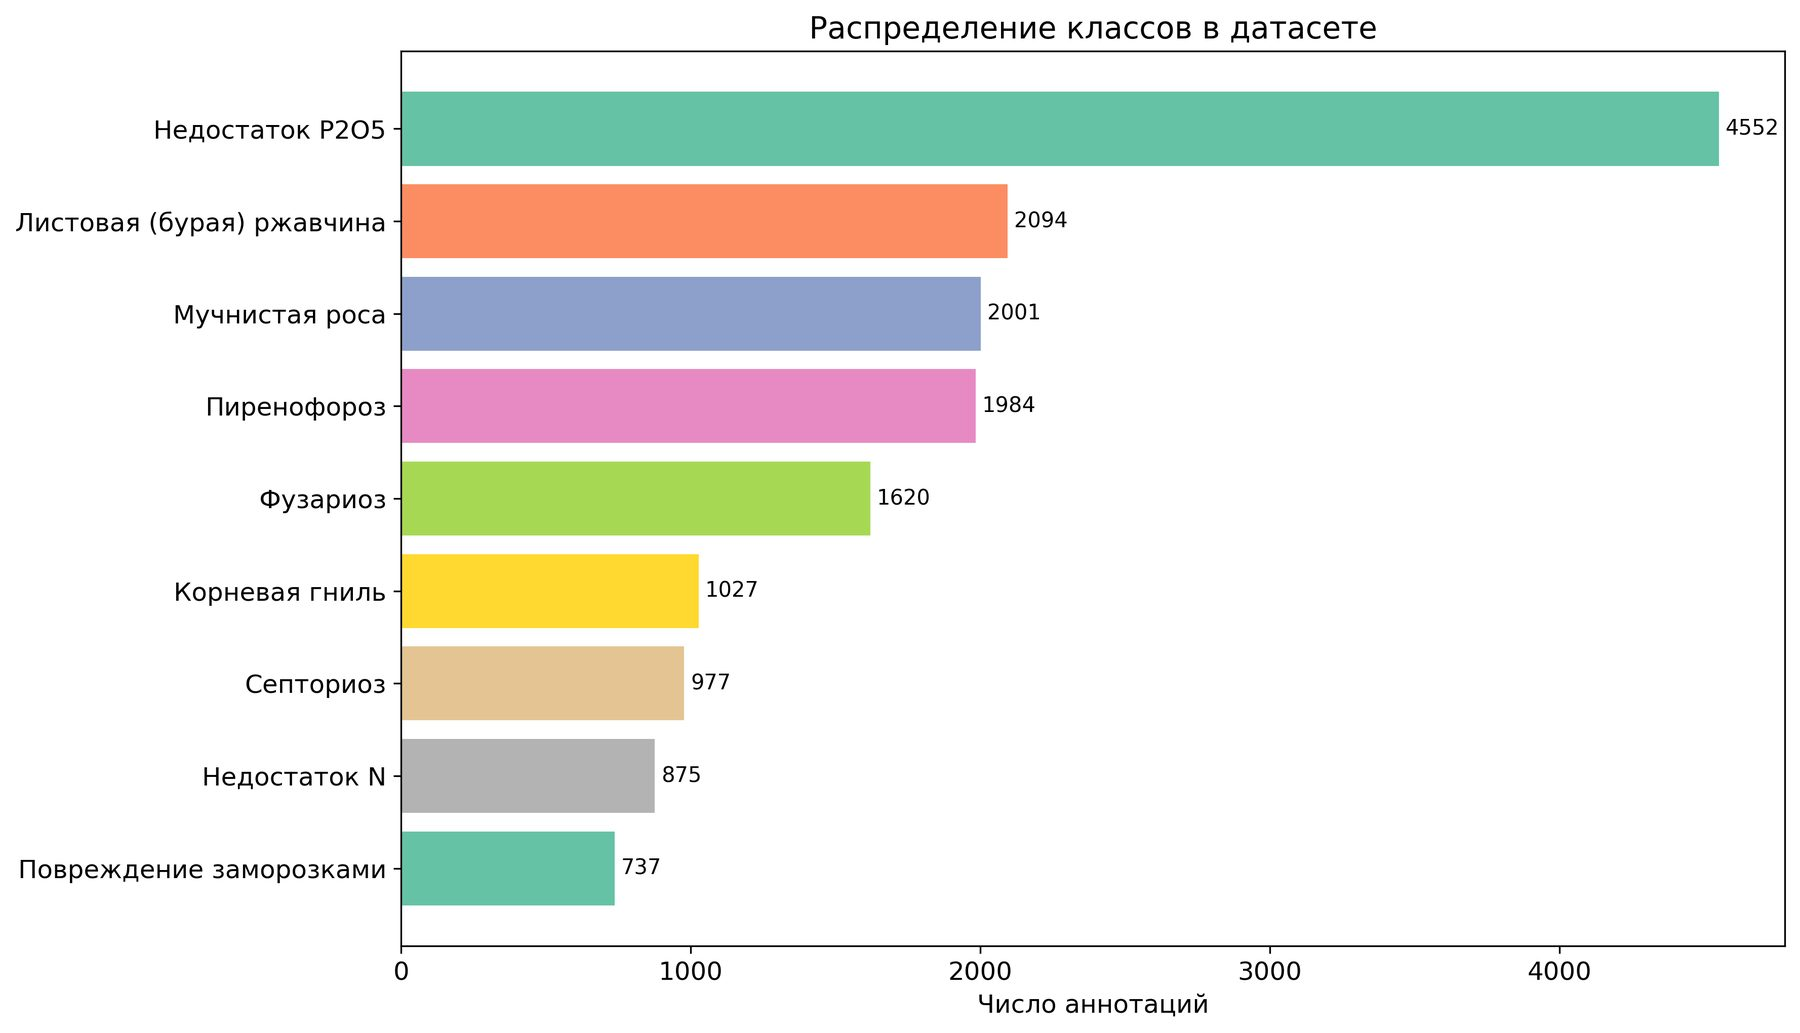 Распределение классов в датасете
Недостаток P2O5 4552
Листовая (бурая) ржавчина 2094
Мучнистая роса 2001
Пиренофороз 1984
Фузариоз 1620
Корневая гниль 1027
Септориоз 977
Недостаток N 875
Повреждение заморозками 737
0 1000 2000 3000 4000
Число аннотаций